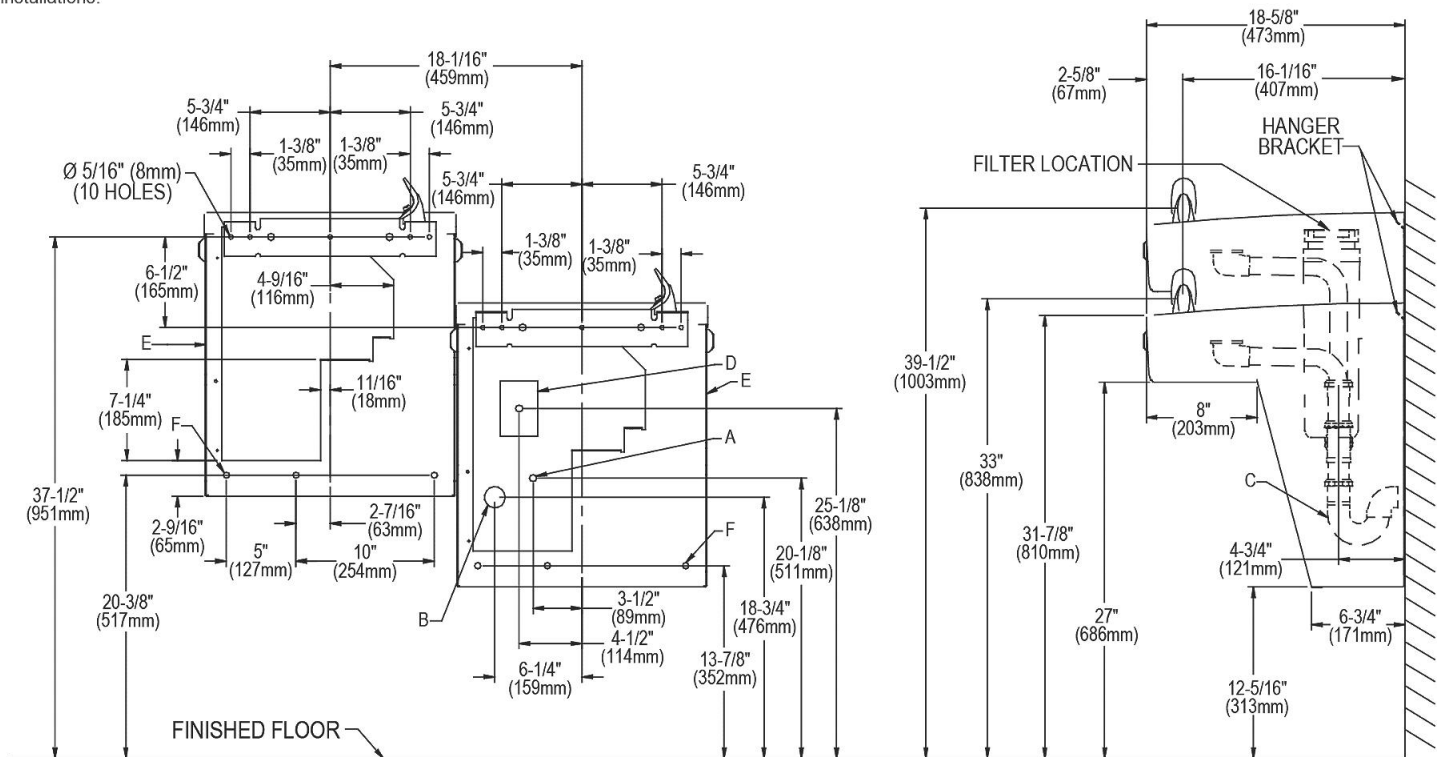 installations.
18-5/8"
(473mm)
18-1/16"
(459mm)
2-5/8"
(67mm)
16-1/16"
(407mm)
5-3/4"
(146mm)
5-3/4"
(146mm)
1-3/8"
(35mm)
1-3/8"
(35mm)
HANGER
BRACKET
FILTER LOCATION
Ø 5/16" (8mm)
(10 HOLES)
5-3/4"
(146mm)
5-3/4"
(146mm)
1-3/8"
(35mm)
1-3/8"
(35mm)
6-1/2"
(165mm)
4-9/16"
(116mm)
E
D
E
39-1/2"
(1003mm)
11/16"
(18mm)
7-1/4"
(185mm)
8"
(203mm)
F
A
33"
(838mm)
C
37-1/2"
(951mm)
25-1/8"
(638mm)
2-9/16"
(65mm)
2-7/16"
(63mm)
F
31-7/8"
(810mm)
5"
(127mm)
10"
(254mm)
20-1/8"
(511mm)
4-3/4"
(121mm)
20-3/8"
(517mm)
B
3-1/2"
(89mm)
18-3/4"
(476mm)
27"
(686mm)
6-3/4"
(171mm)
4-1/2"
(114mm)
6-1/4"
(159mm)
13-7/8"
(352mm)
12-5/16"
(313mm)
FINISHED FLOOR